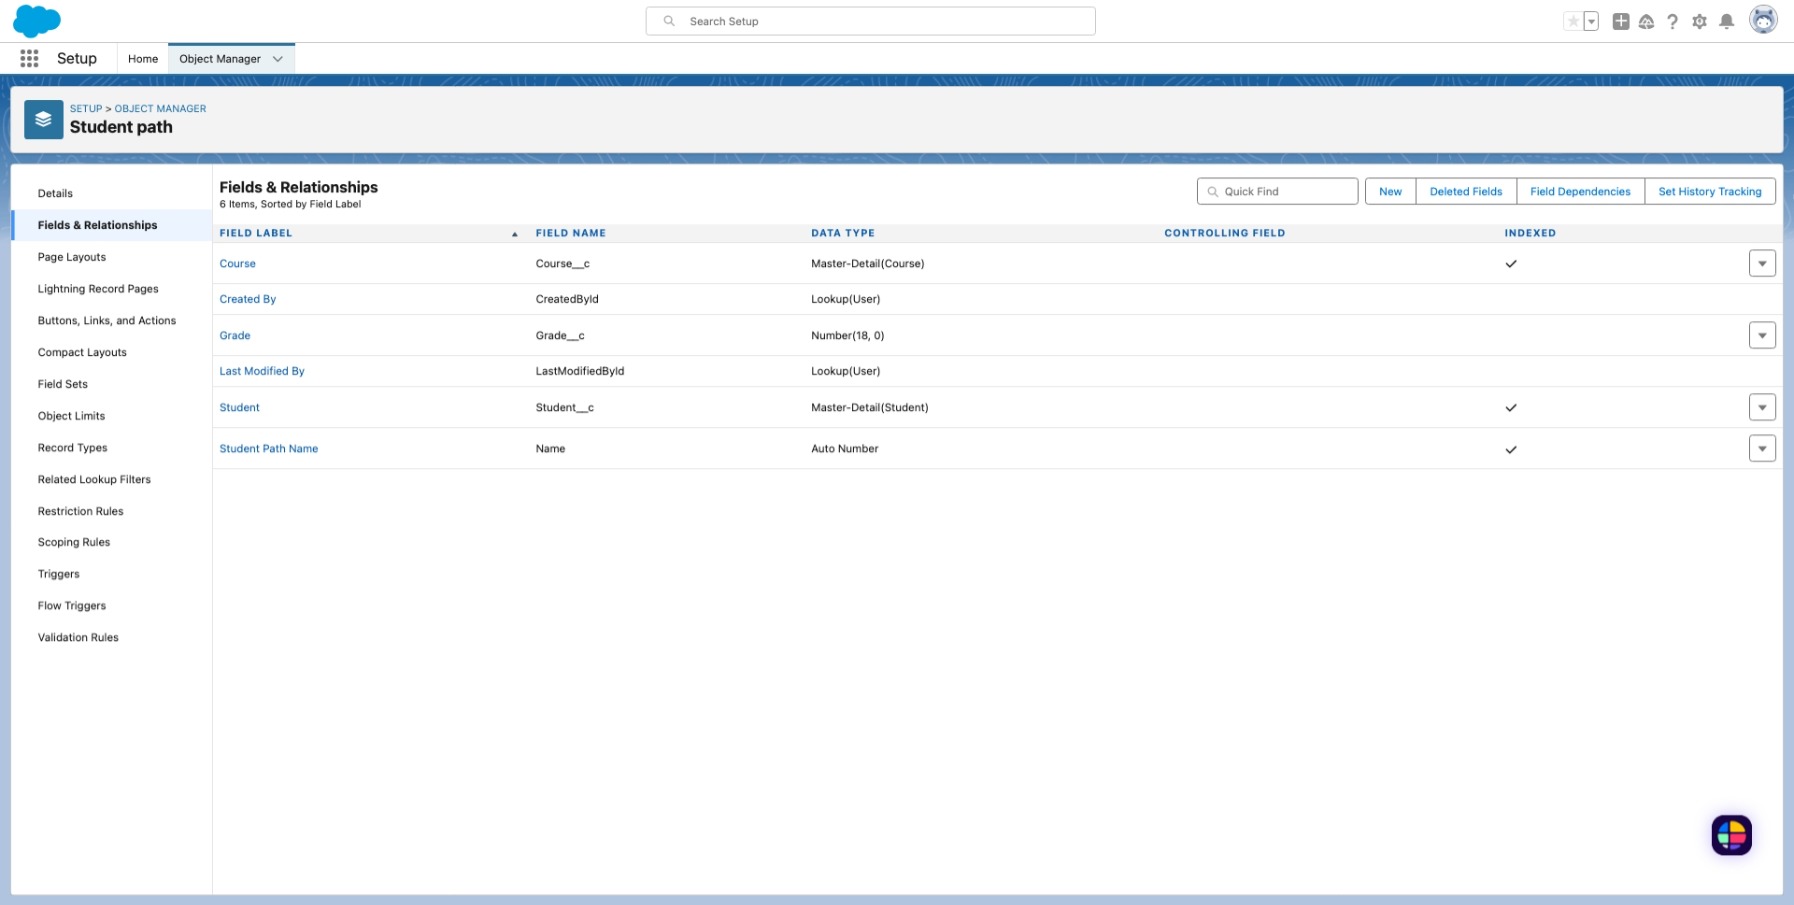 Search Setup
Setup
Home
Object Manager
SETUP > OBJECT MANAGER
Student path
Details
Fields & Relationships
Page Layouts
Lightning Record Pages
Buttons, Links, and Actions
Compact Layouts
Field Sets
Object Limits
Record Types
Related Lookup Filters
Restriction Rules
Scoping Rules
Triggers
Flow Triggers
Validation Rules
Fields & Relationships
6 Items, Sorted by Field Label
Quick Find
New
Deleted Fields
Field Dependencies
Set History Tracking
FIELD LABEL FIELD NAME DATA TYPE CONTROLLING FIELD INDEXED
Course Course__c Master-Detail(Course)
Created By CreatedById Lookup(User)
Grade Grade__c Number(18, 0)
Last Modified By LastModifiedById Lookup(User)
Student Student__c Master-Detail(Student)
Student Path Name Name Auto Number